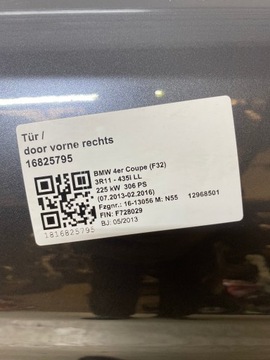 Tür /
door vorne rechts
16825795
BMW 4er Coupe (F32)
3R11 - 435i LL
225 kW 306 PS
(07.2013-02.2016)
Fzgnr.: 16-13056 M: N55 12968501
FIN: F728029
BJ: 05/2013
1816825795